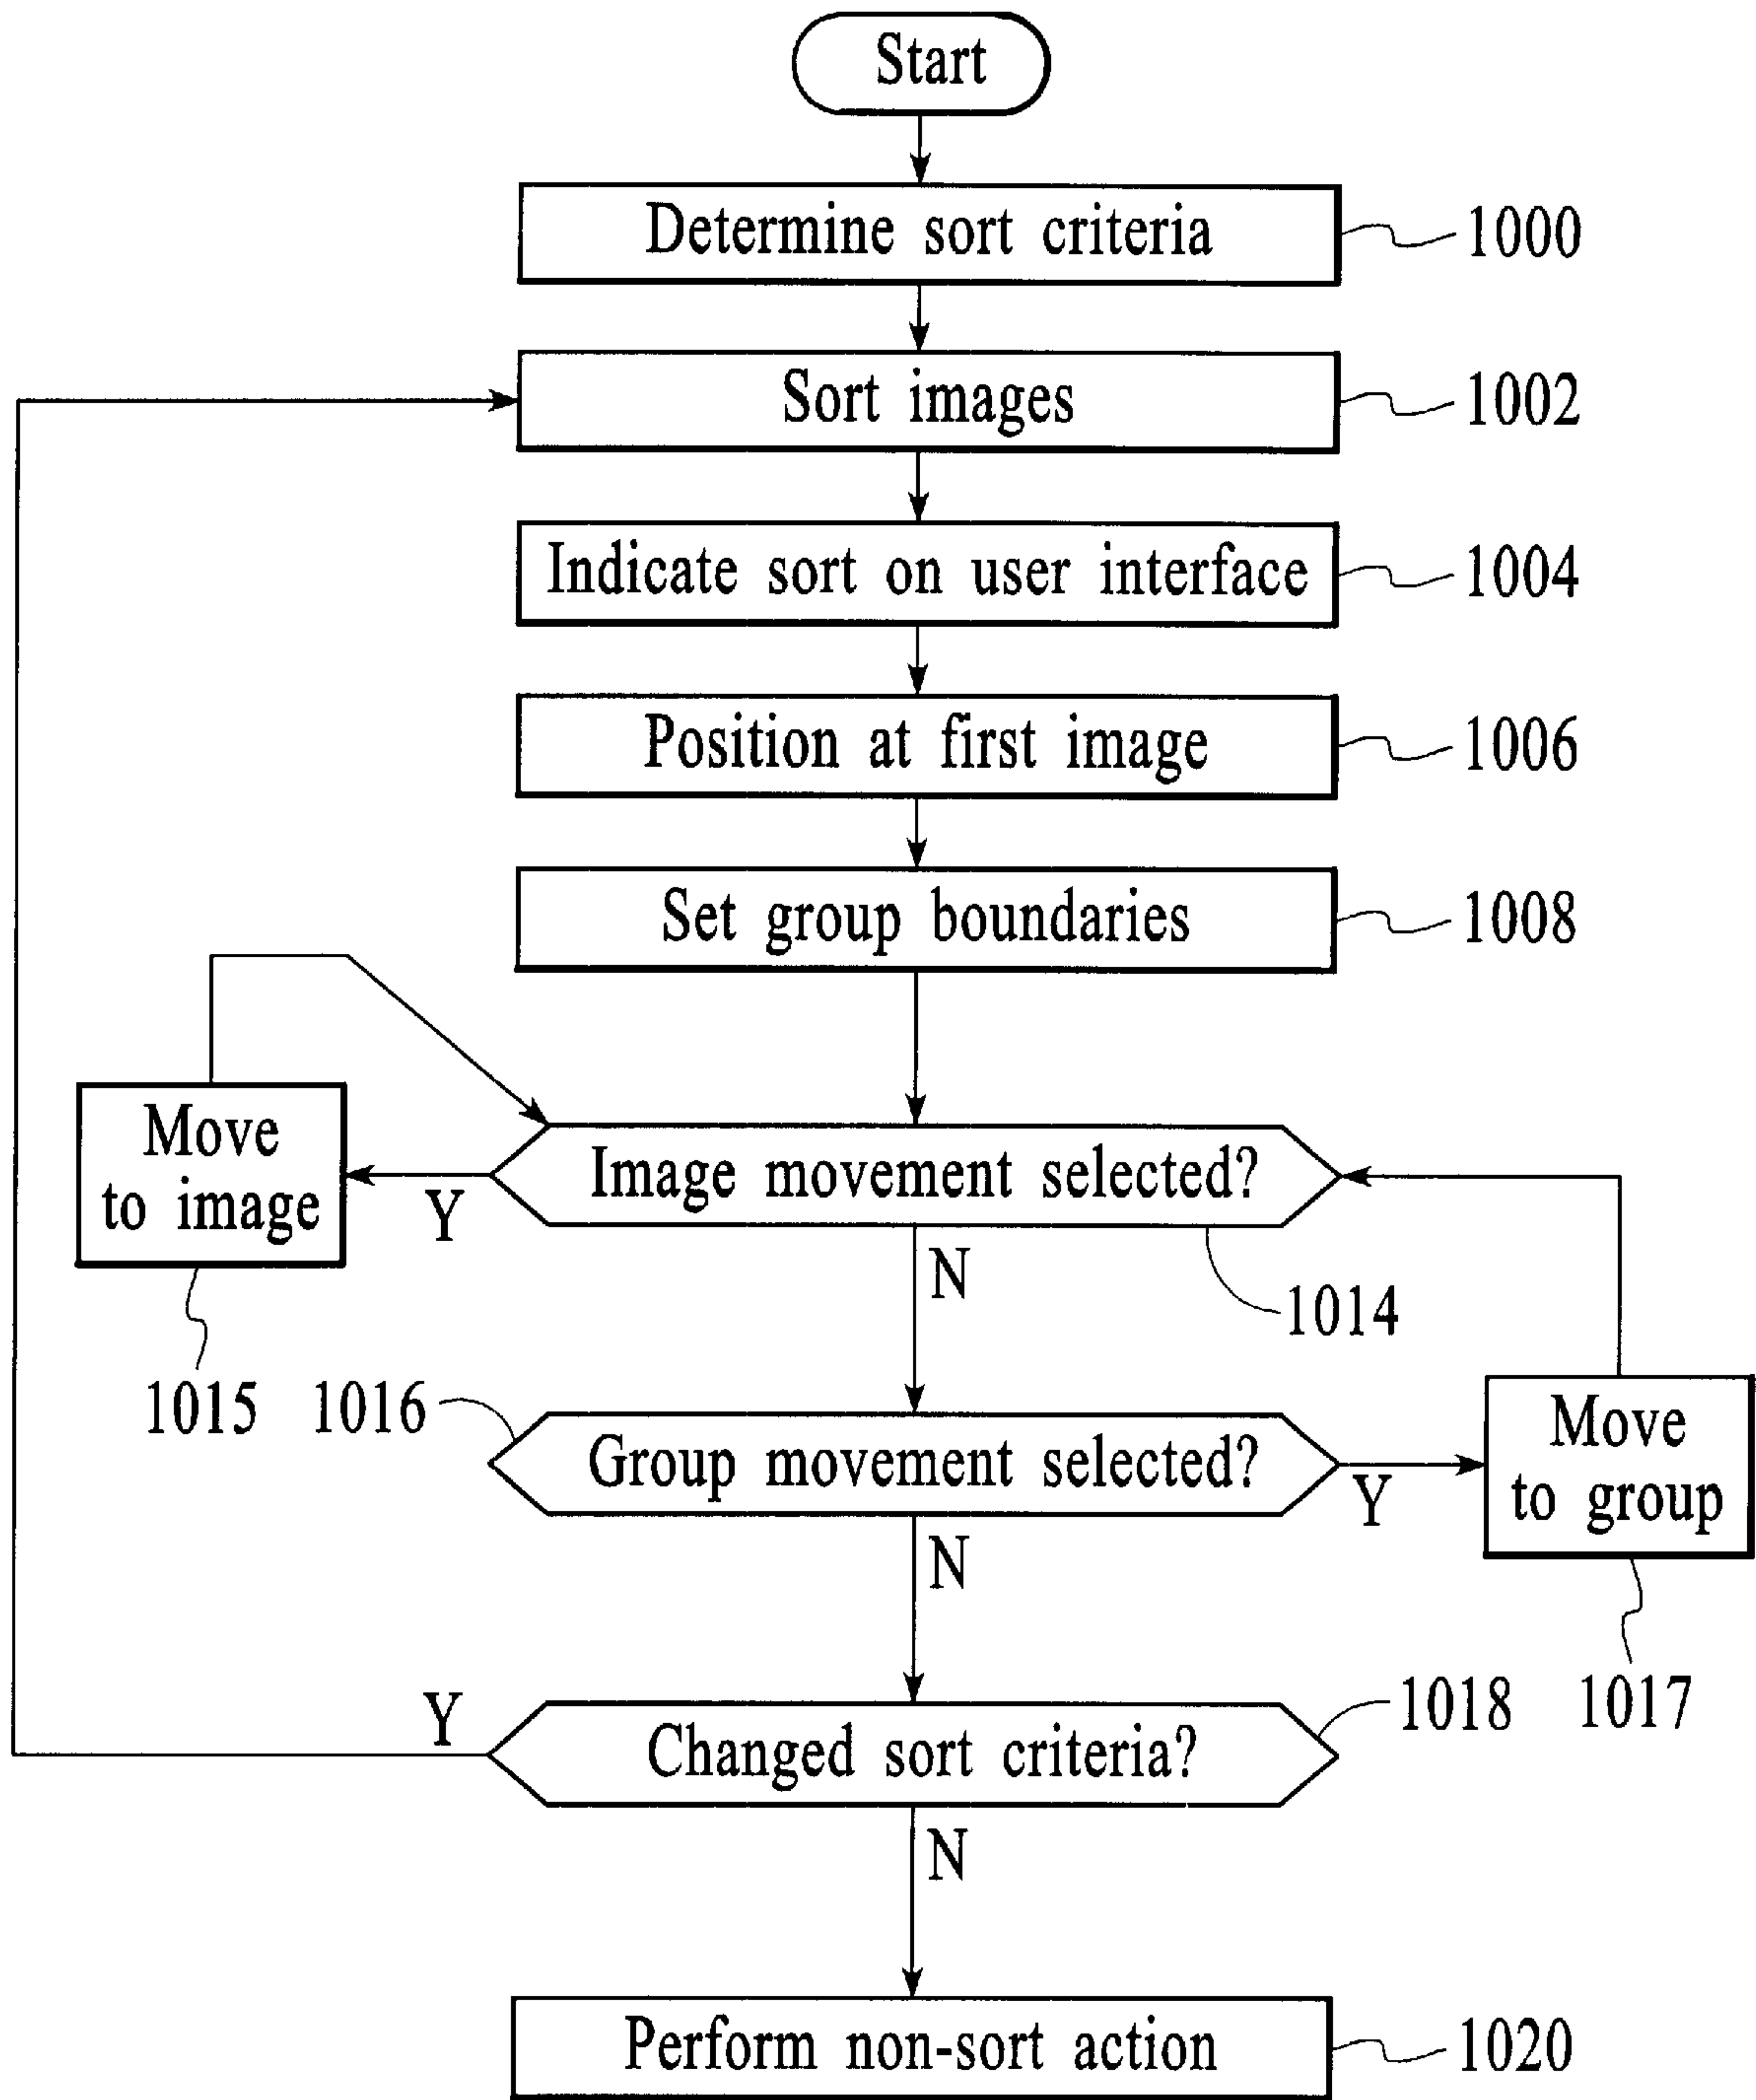 Start
Determine sort criteria
1000
Sort images
1002
Indicate sort on user interface
1004
Position at first image
1006
Set group boundaries
1008
Move
to image
Y
Image movement selected?
N
1014
1015
1016
Group movement selected?
Y
Move
to group
N
1017
Y
Changed sort criteria?
1018
N
Perform non-sort action
1020